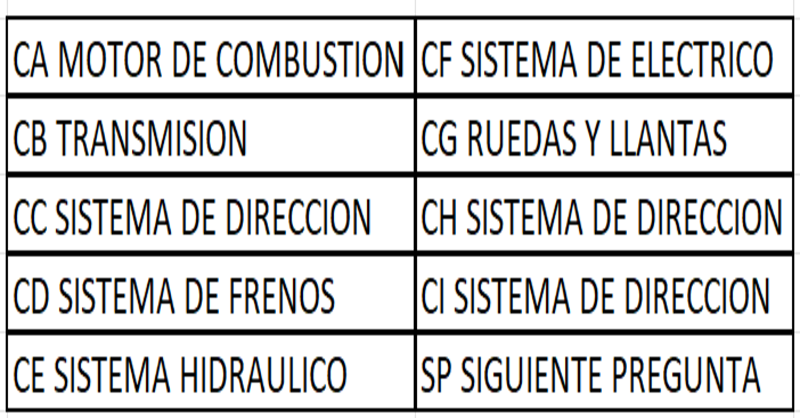 CA MOTOR DE COMBUSTION CF SISTEMA DE ELECTRICO
CB TRANSMISION CG RUEDAS Y LLANTAS
CC SISTEMA DE DIRECCION CH SISTEMA DE DIRECCION
CD SISTEMA DE FRENOS CI SISTEMA DE DIRECCION
CE SISTEMA HIDRAULICO SP SIGUIENTE PREGUNTA